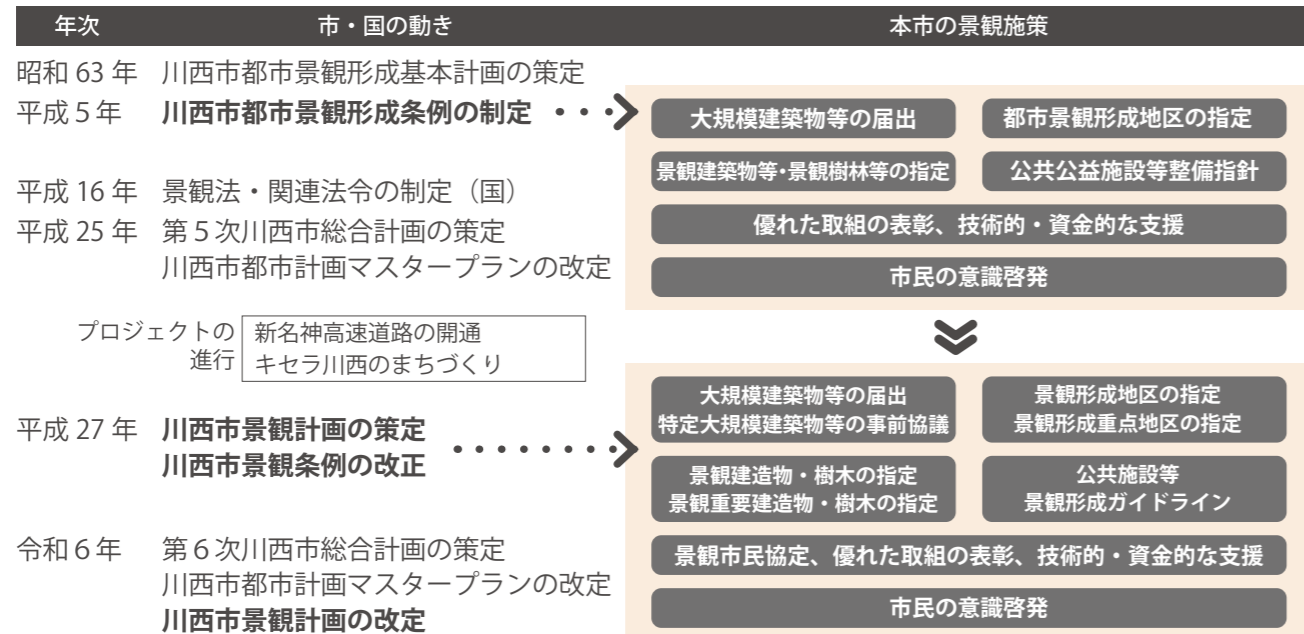 年次 市・国の動き 本市の景観施策
昭和 63 年 川西市都市景観形成基本計画の策定
平成 5 年 川西市都市景観形成条例の制定
大規模建築物等の届出 都市景観形成地区の指定
景観建築物等・景観樹林等の指定 公共公益施設等整備指針
平成 16 年 景観法・関連法令の制定（国）
平成 25 年 第５次川西市総合計画の策定
優れた取組の表彰、技術的・資金的な支援
川西市都市計画マスタープランの改定
市民の意識啓発
プロジェクトの
進行
新名神高速道路の開通
キセラ川西のまちづくり
平成 27 年 川西市景観計画の策定
川西市景観条例の改正
大規模建築物等の届出
特定大規模建築物等の事前協議
景観形成地区の指定
景観形成重点地区の指定
景観建造物・樹木の指定
景観重要建造物・樹木の指定
公共施設等
景観形成ガイドライン
令和６年 第６次川西市総合計画の策定
川西市都市計画マスタープランの改定
川西市景観計画の改定
景観市民協定、優れた取組の表彰、技術的・資金的な支援
市民の意識啓発